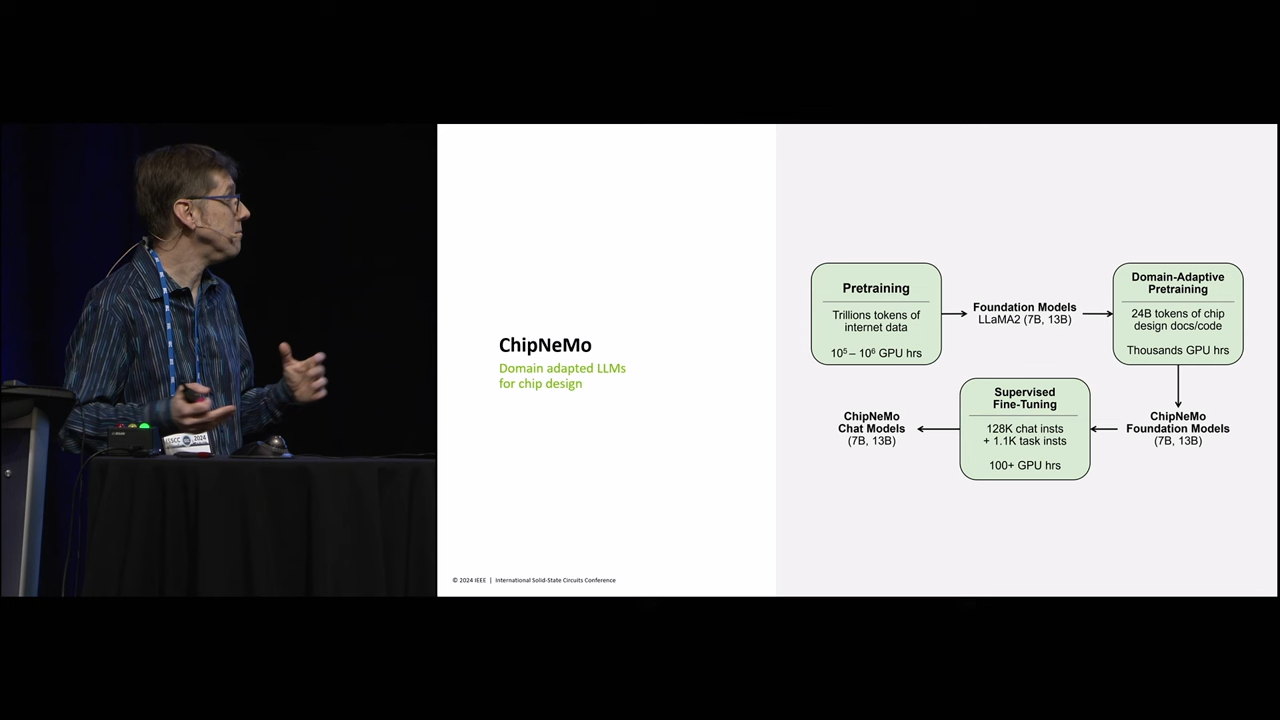 ChipNeMo
Domain adapted LLMs
for chip design
© 2024 IEEE | International Solid-State Circuits Conference
Pretraining
Trillions tokens of
internet data
10⁵ – 10⁶ GPU hrs
Foundation Models
LLaMA2 (7B, 13B)
Domain-Adaptive
Pretraining
24B tokens of chip
design docs/code
Thousands GPU hrs
ChipNeMo
Foundation Models
(7B, 13B)
Supervised
Fine-Tuning
128K chat insts
+ 1.1K task insts
100+ GPU hrs
ChipNeMo
Chat Models
(7B, 13B)
ISSCC 2024